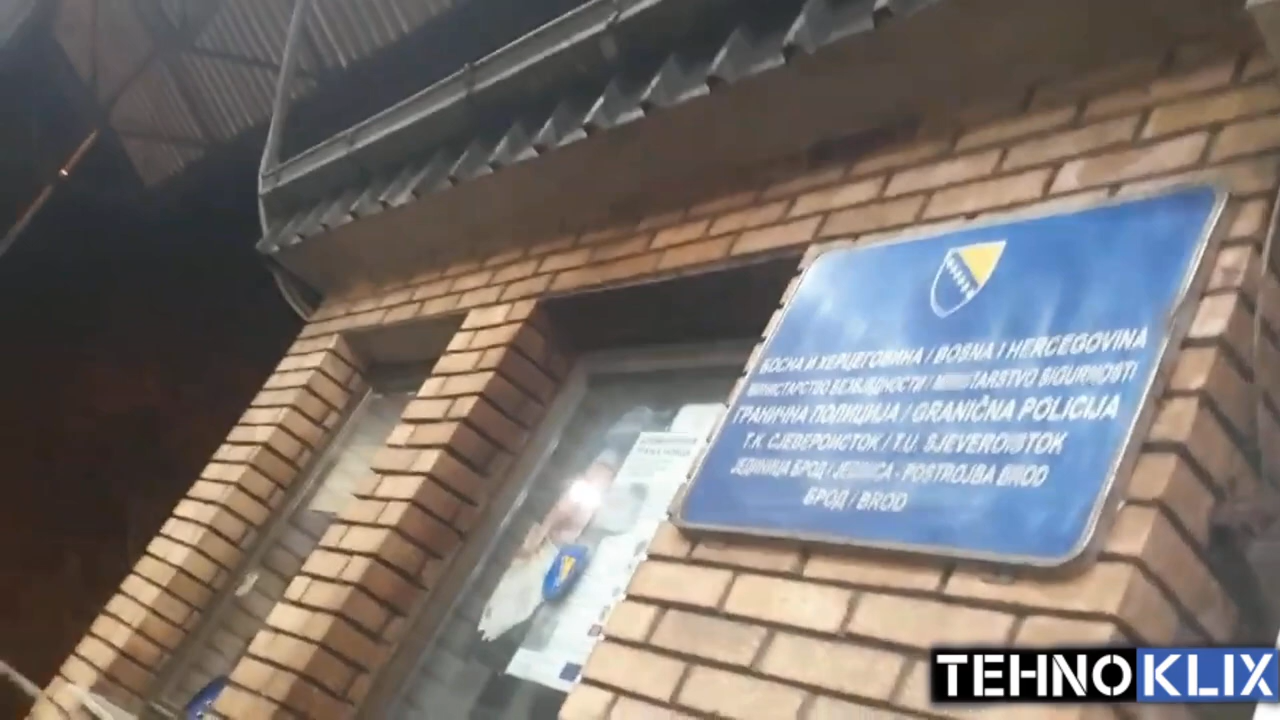 БОСНА И ХЕРЦЕГОВИНА / BOSNA I HERCEGOVINA
МИНИСТАРСТВО БЕЗБЈЕДНОСТИ / MINISTARSTVO SIGURNOSTI
ГРАНИЧНА ПОЛИЦИЈА / GRANIČNA POLICIJA
Т.К. СЈЕВЕРОИСТОК / T.U. SJEVEROISTOK
ЈЕДИНИЦА БРОД / JEDINICA - POSTROJBA BROD
БРОД / BROD
TEHNOKLIX